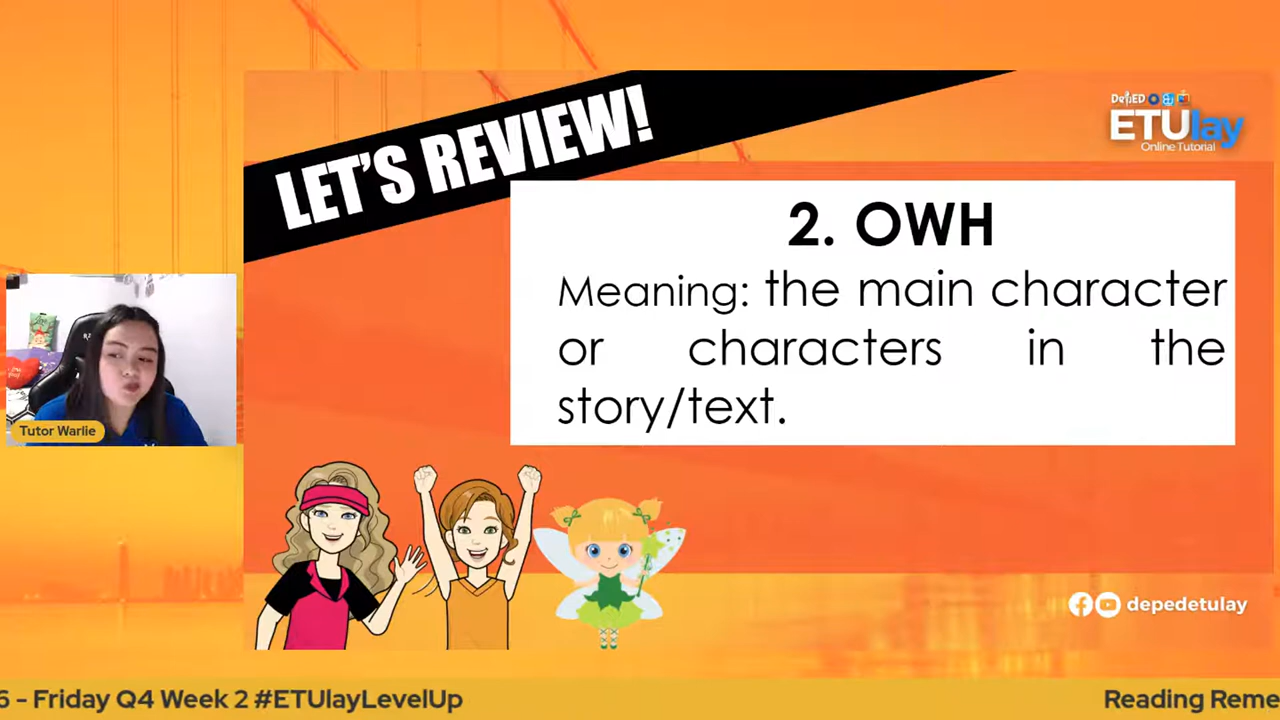 LET'S REVIEW!
DepED
ETUlay
Online Tutorial
2. OWH
Meaning: the main character
or characters in the
story/text.
Tutor Warlie
depedetulay
6 - Friday Q4 Week 2 #ETUlayLevelUp
Reading Reme